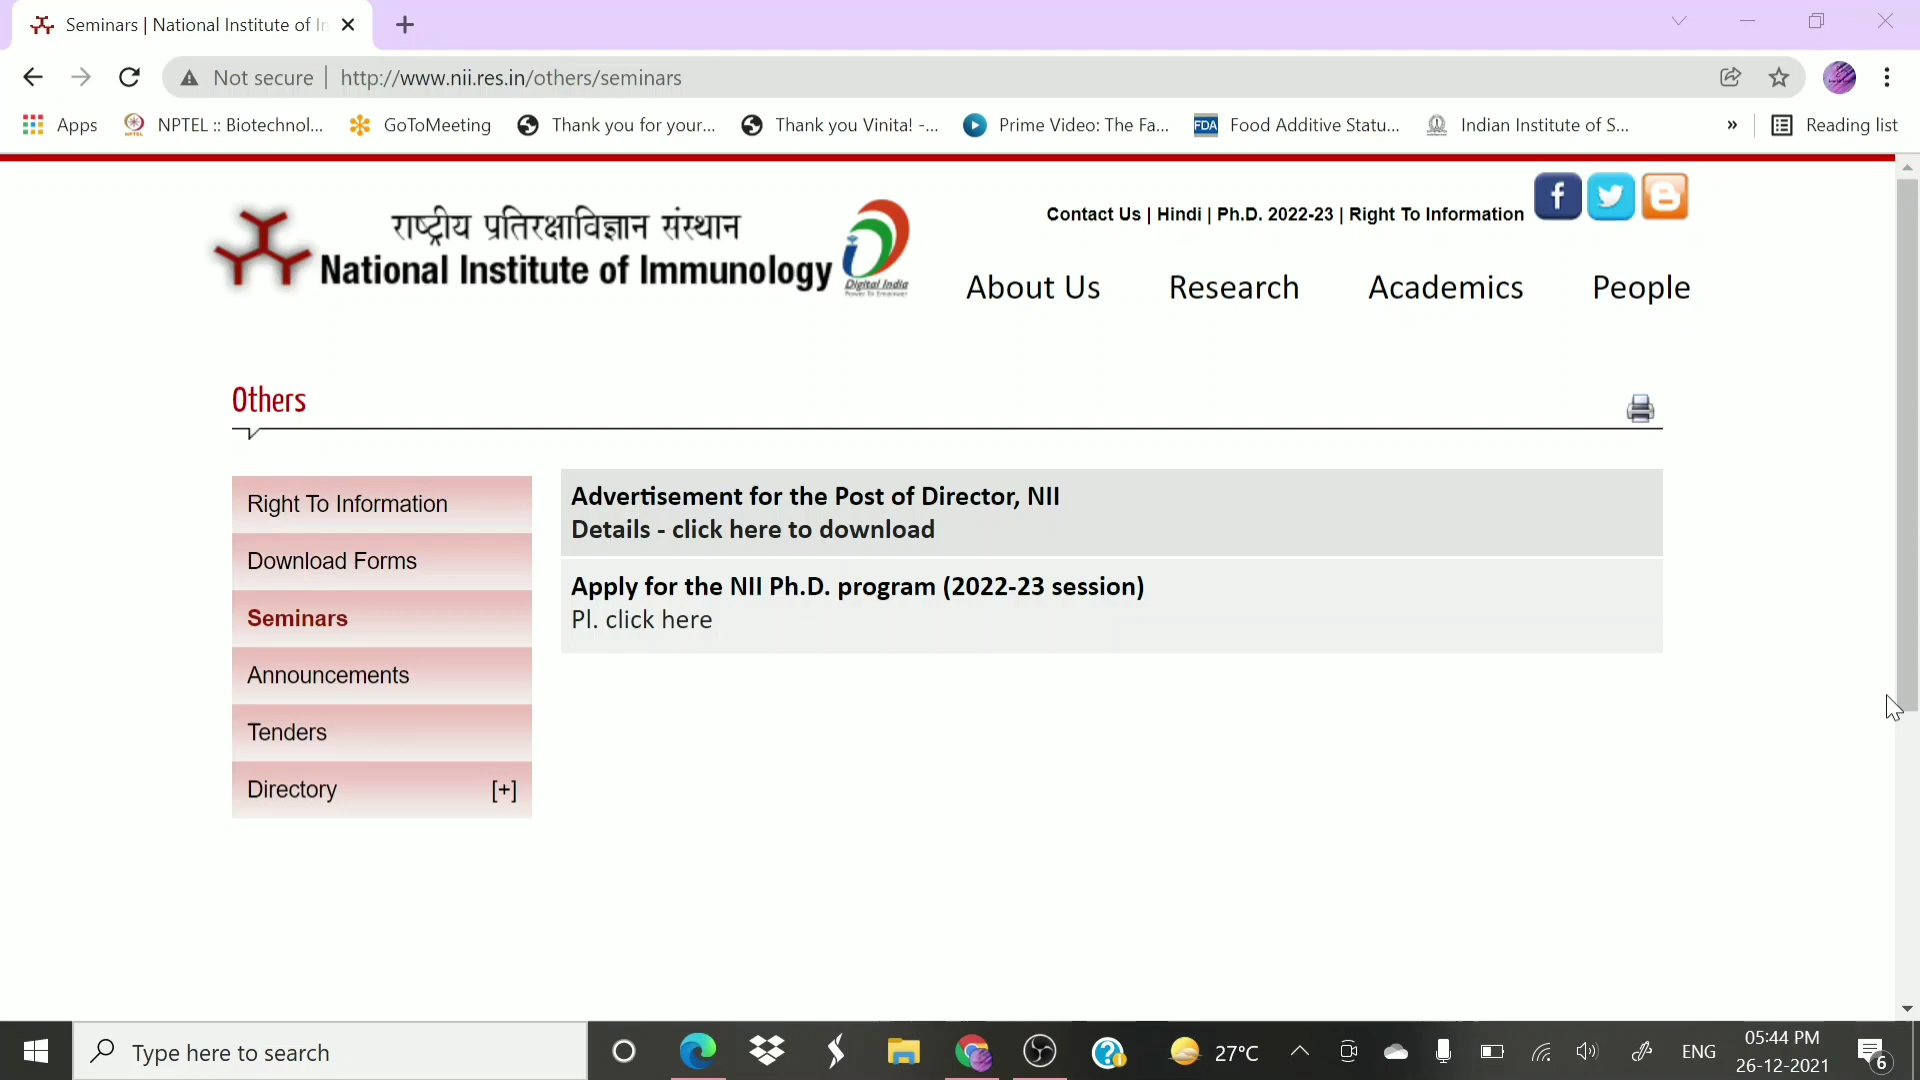 Seminars | National Institute of In
Not secure | http://www.nii.res.in/others/seminars
Apps NPTEL :: Biotechnol... GoToMeeting Thank you for your... Thank you Vinita! -... Prime Video: The Fa... FDA Food Additive Statu... Indian Institute of S... » Reading list
Contact Us | Hindi | Ph.D. 2022-23 | Right To Information
राष्ट्रीय प्रतिरक्षाविज्ञान संस्थान
National Institute of Immunology
Digital India
Power To Empower
About Us Research Academics People
Others
Right To Information
Download Forms
Seminars
Announcements
Tenders
Directory [+]
Advertisement for the Post of Director, NII
Details - click here to download
Apply for the NII Ph.D. program (2022-23 session)
Pl. click here
Type here to search
27°C
ENG
05:44 PM
26-12-2021
6